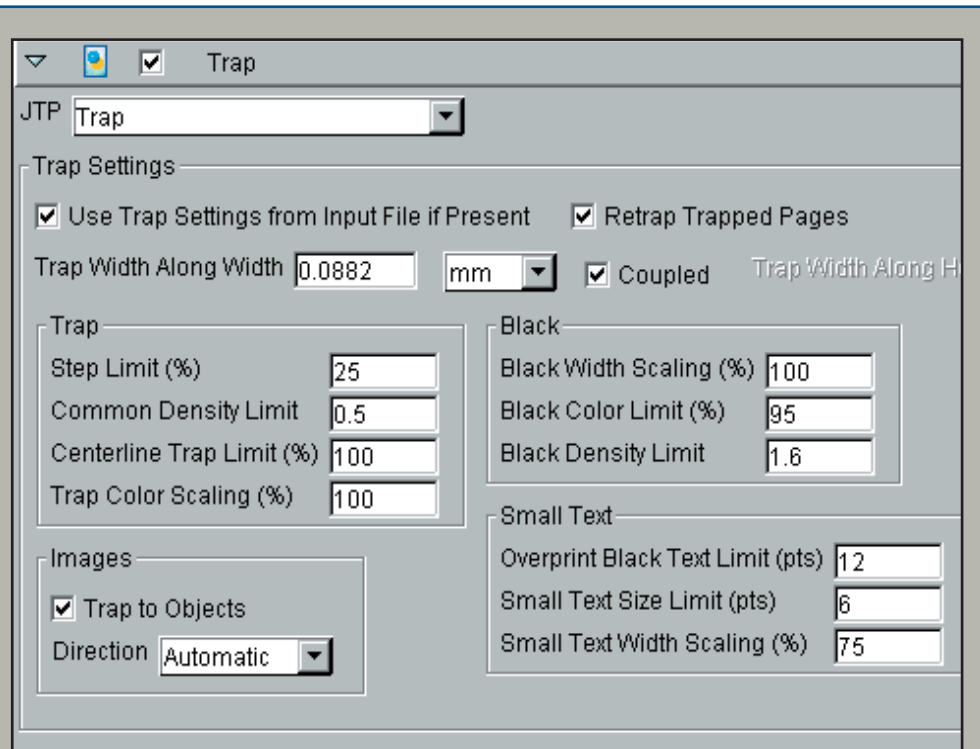 Trap
JTP Trap
Trap Settings
Use Trap Settings from Input File if Present Retrap Trapped Pages
Trap Width Along Width 0.0882 mm Coupled Trap Width Along
Trap
Step Limit (%) 25
Common Density Limit 0.5
Centerline Trap Limit (%) 100
Trap Color Scaling (%) 100
Black
Black Width Scaling (%) 100
Black Color Limit (%) 95
Black Density Limit 1.6
Images
Trap to Objects
Direction Automatic
Small Text
Overprint Black Text Limit (pts) 12
Small Text Size Limit (pts) 6
Small Text Width Scaling (%) 75